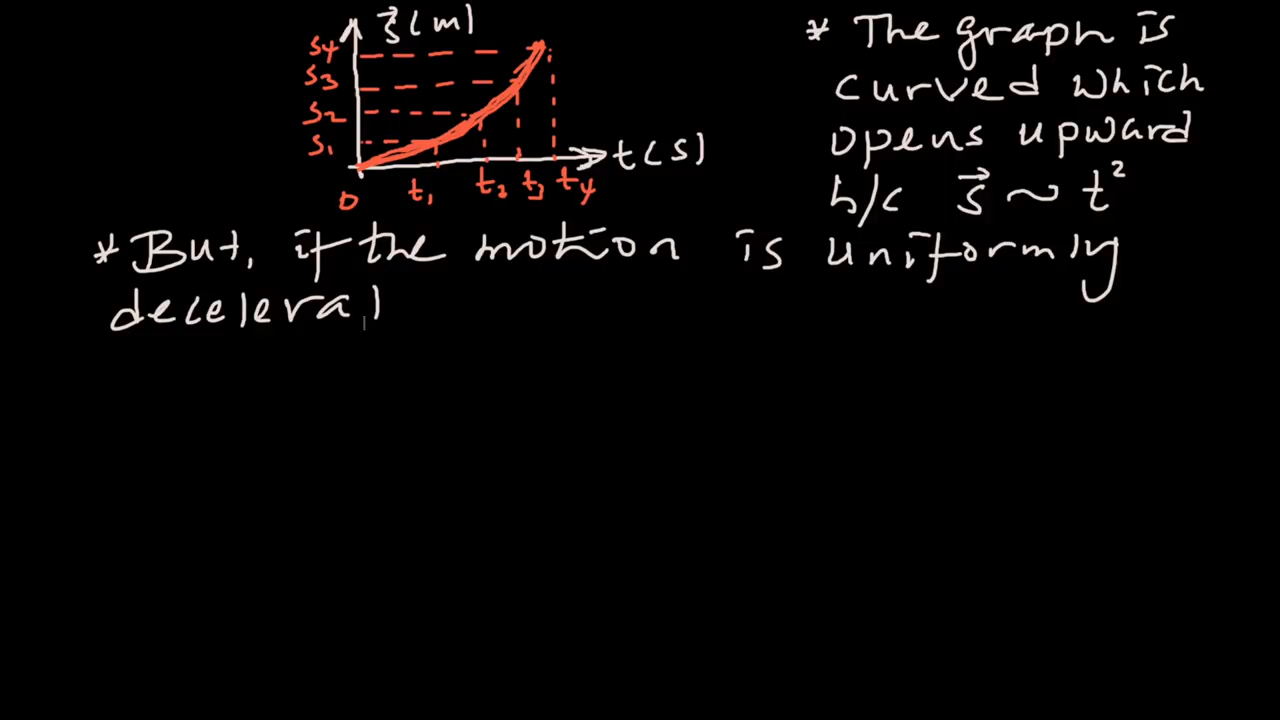 s⃗ (m)
S4
S3
S2
S1
0
t1 t2 t3 t4
t(s)
* The graph is
curved which
opens upward
b/c s⃗ ~ t²
* But, if the motion is uniformly
decelerat